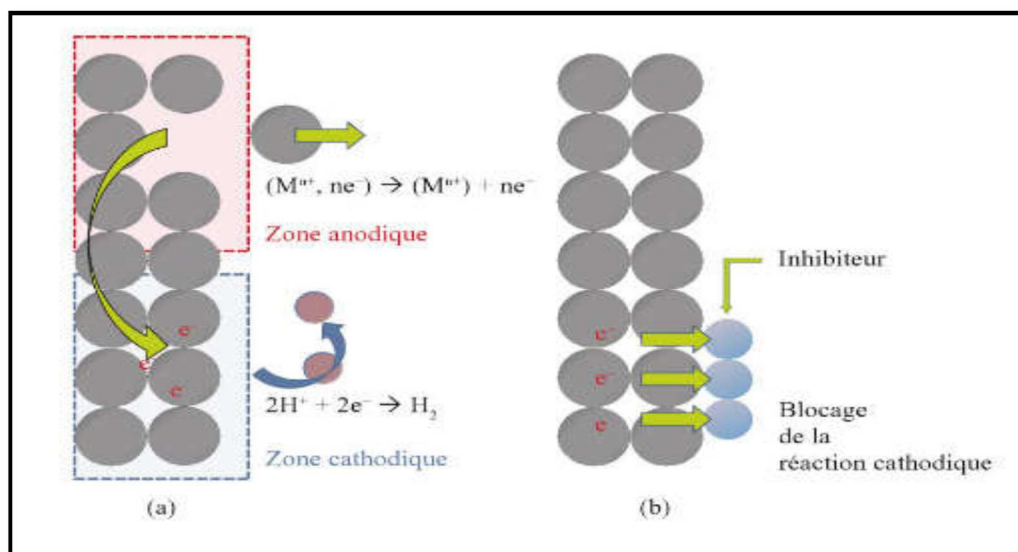 (Mⁿ⁺, ne⁻) → (Mⁿ⁺) + ne⁻
Zone anodique
e⁻
e
e⁻
2H⁺ + 2e⁻ → H₂
Zone cathodique
(a)
Inhibiteur
e⁻
e⁻
e
Blocage
de la
réaction cathodique
(b)